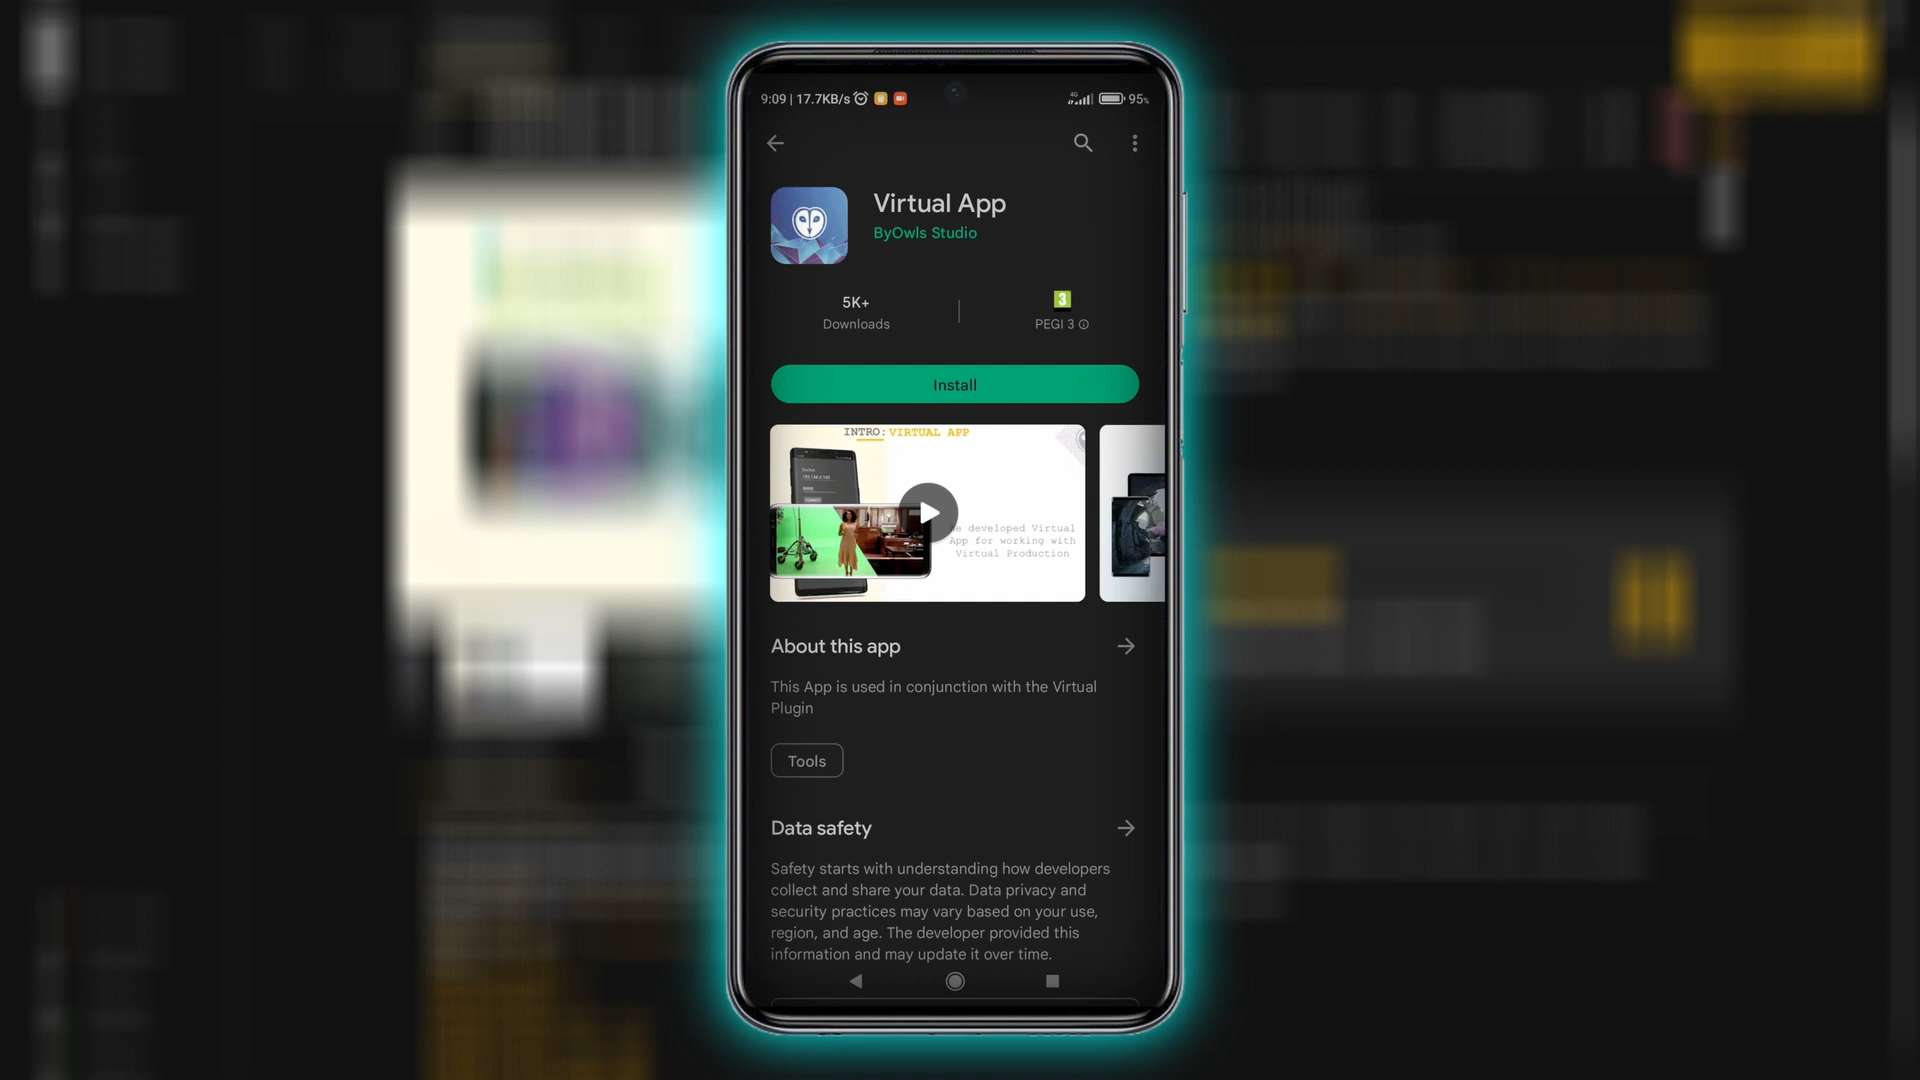 9:09 | 17.7KB/s
4G
95%
Virtual App
ByOwls Studio
5K+
Downloads
3
PEGI 3
Install
INTRO: VIRTUAL APP
We developed Virtual
App for working with
Virtual Production
About this app
This App is used in conjunction with the Virtual
Plugin
Tools
Data safety
Safety starts with understanding how developers
collect and share your data. Data privacy and
security practices may vary based on your use,
region, and age. The developer provided this
information and may update it over time.